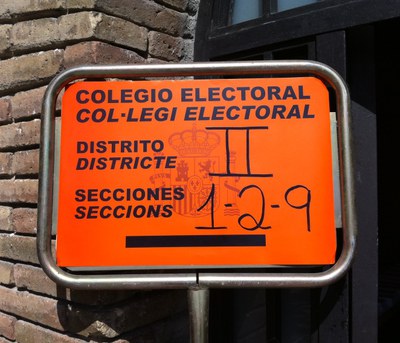 COLEGIO ELECTORAL
COL·LEGI ELECTORAL
DISTRITO II
DISTRICTE
SECCIONES 1-2-9
SECCIONS